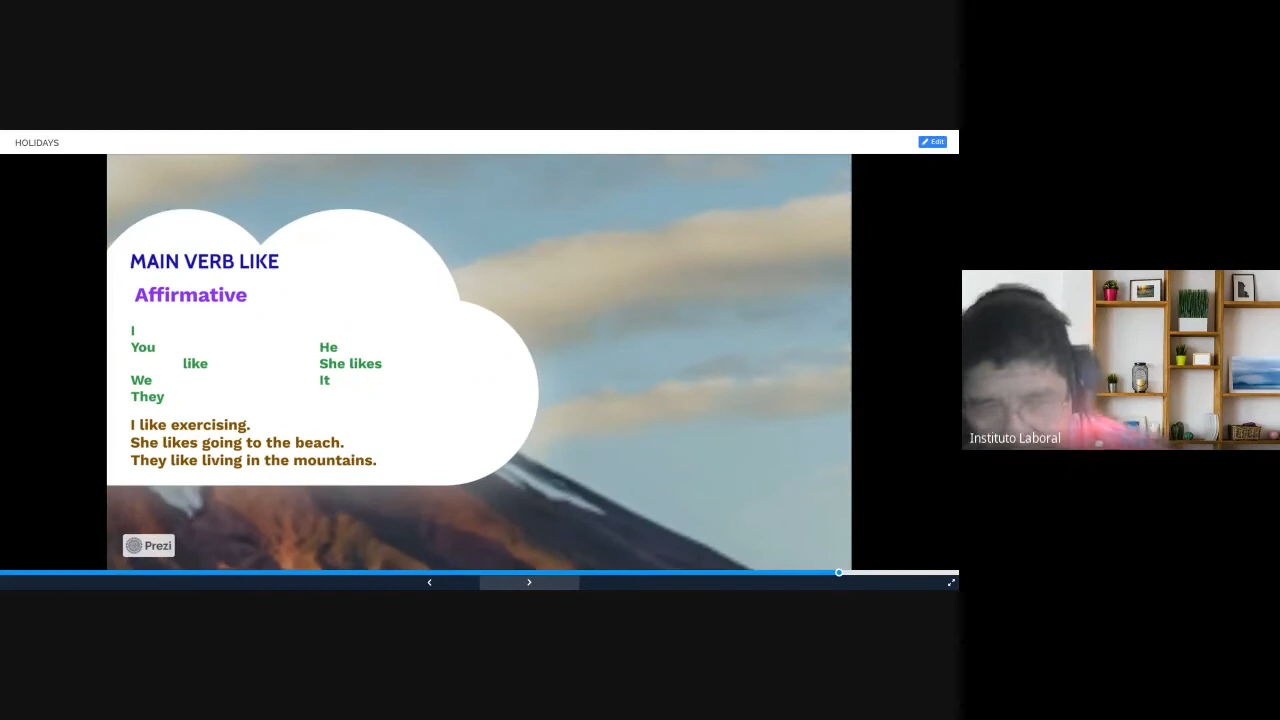 HOLIDAYS
Edit
MAIN VERB LIKE
Affirmative
I
You
like
We
They
He
She likes
It
I like exercising.
She likes going to the beach.
They like living in the mountains.
Prezi
Instituto Laboral